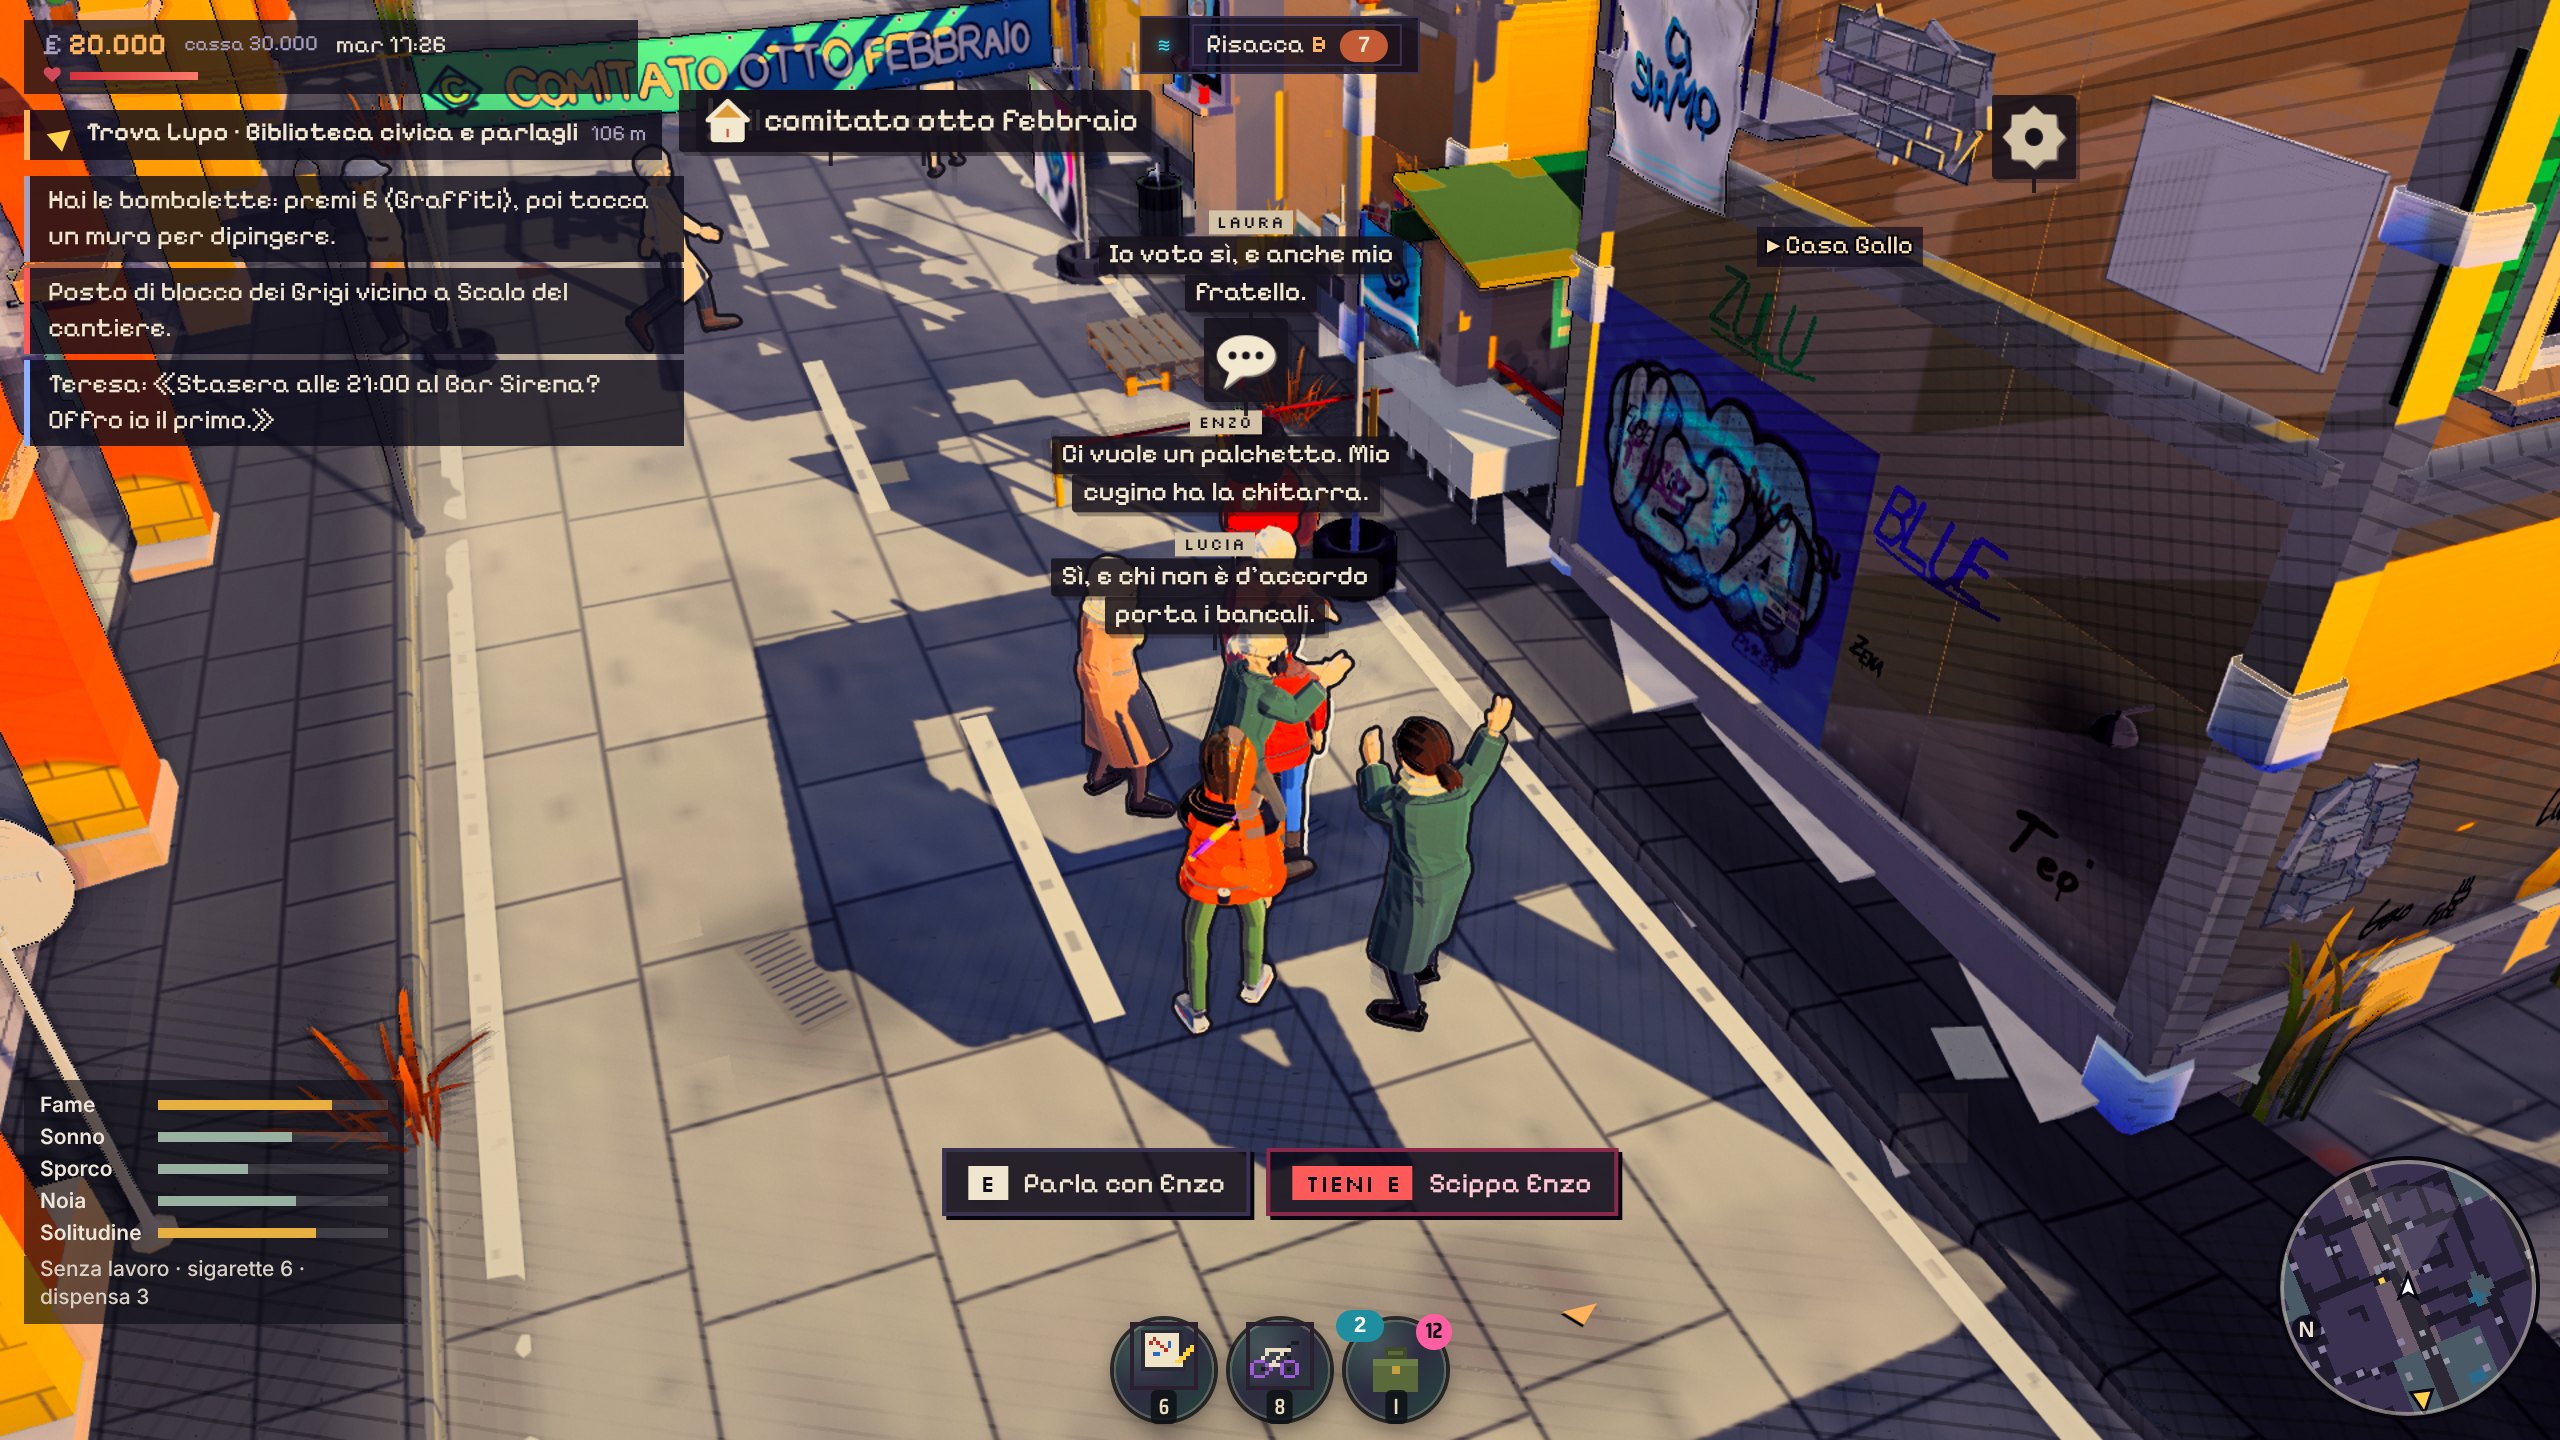 £ 20.000 cassa 30.000 mar 17:26
COMITATO OTTO FEBBRAIO
Risacca B 7
CI SIAMO
Trova Lupo · Biblioteca civica e parlagli 106 m
comitato otto febbraio
Hai le bombolette: premi 6 (Graffiti), poi tocca
un muro per dipingere.
Posto di blocco dei Grigi vicino a Scalo del
cantiere.
Teresa: «Stasera alle 21:00 al Bar Sirena?
Offro io il primo.»
LAURA
Io voto sì, e anche mio
fratello.
▸ Casa Gallo
ZULU
ENZO
Ci vuole un palchetto. Mio
cugino ha la chitarra.
LUCIA
Sì, e chi non è d'accordo
porta i bancali.
BLUE
ZEMA
Fame
Sonno
Sporco
Noia
Solitudine
Senza lavoro · sigarette 6 ·
dispensa 3
E Parla con Enzo
TIENI E Scippa Enzo
2 12
6 8 I
N